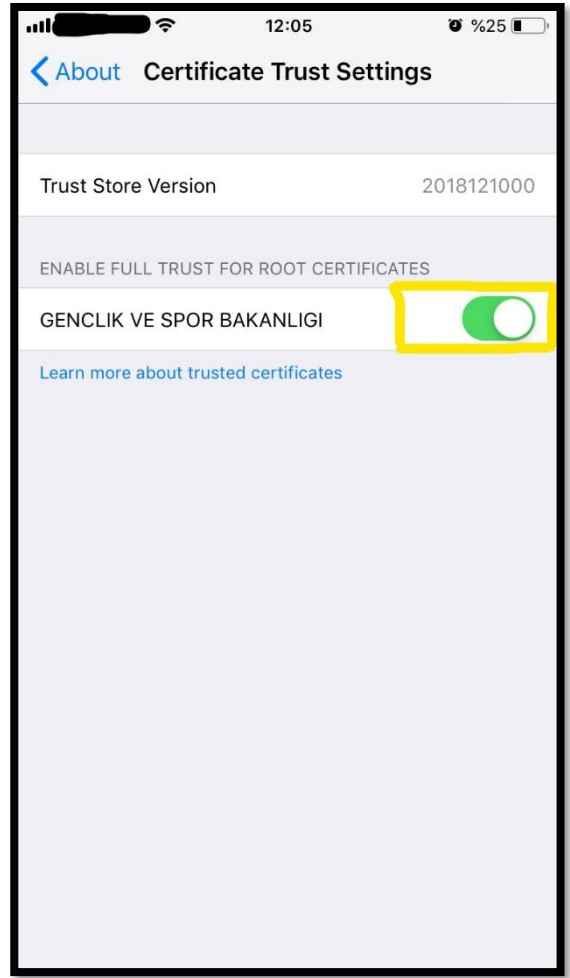 12:05
%25
About
Certificate Trust Settings
Trust Store Version 2018121000
ENABLE FULL TRUST FOR ROOT CERTIFICATES
GENCLIK VE SPOR BAKANLIGI
Learn more about trusted certificates